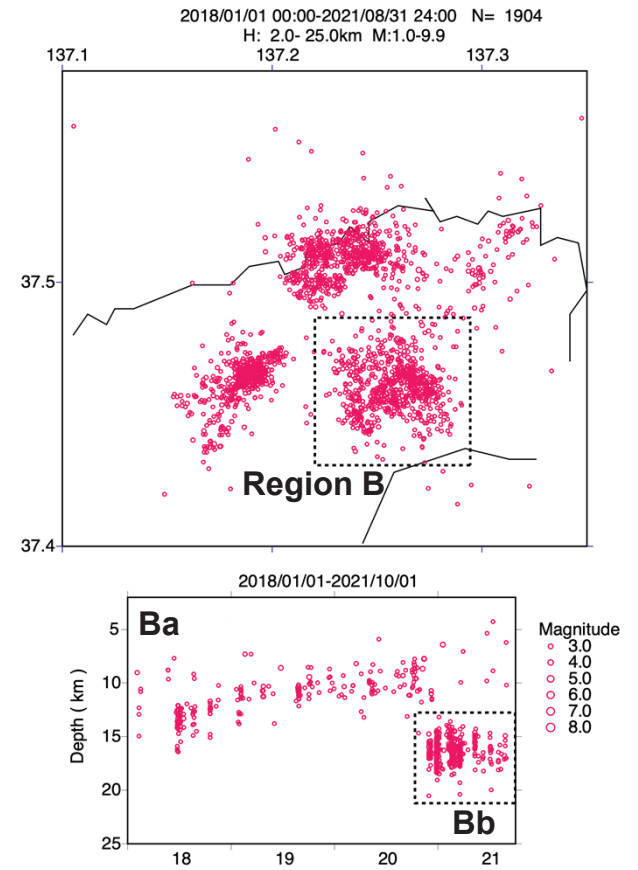 2018/01/01 00:00-2021/08/31 24:00 N= 1904
H: 2.0- 25.0km M:1.0-9.9
137.1 137.2 137.3
37.5
Region B
37.4
2018/01/01-2021/10/01
Ba
Magnitude
3.0
4.0
5.0
6.0
7.0
8.0
Depth ( km )
5
10
15
20
25
Bb
18 19 20 21